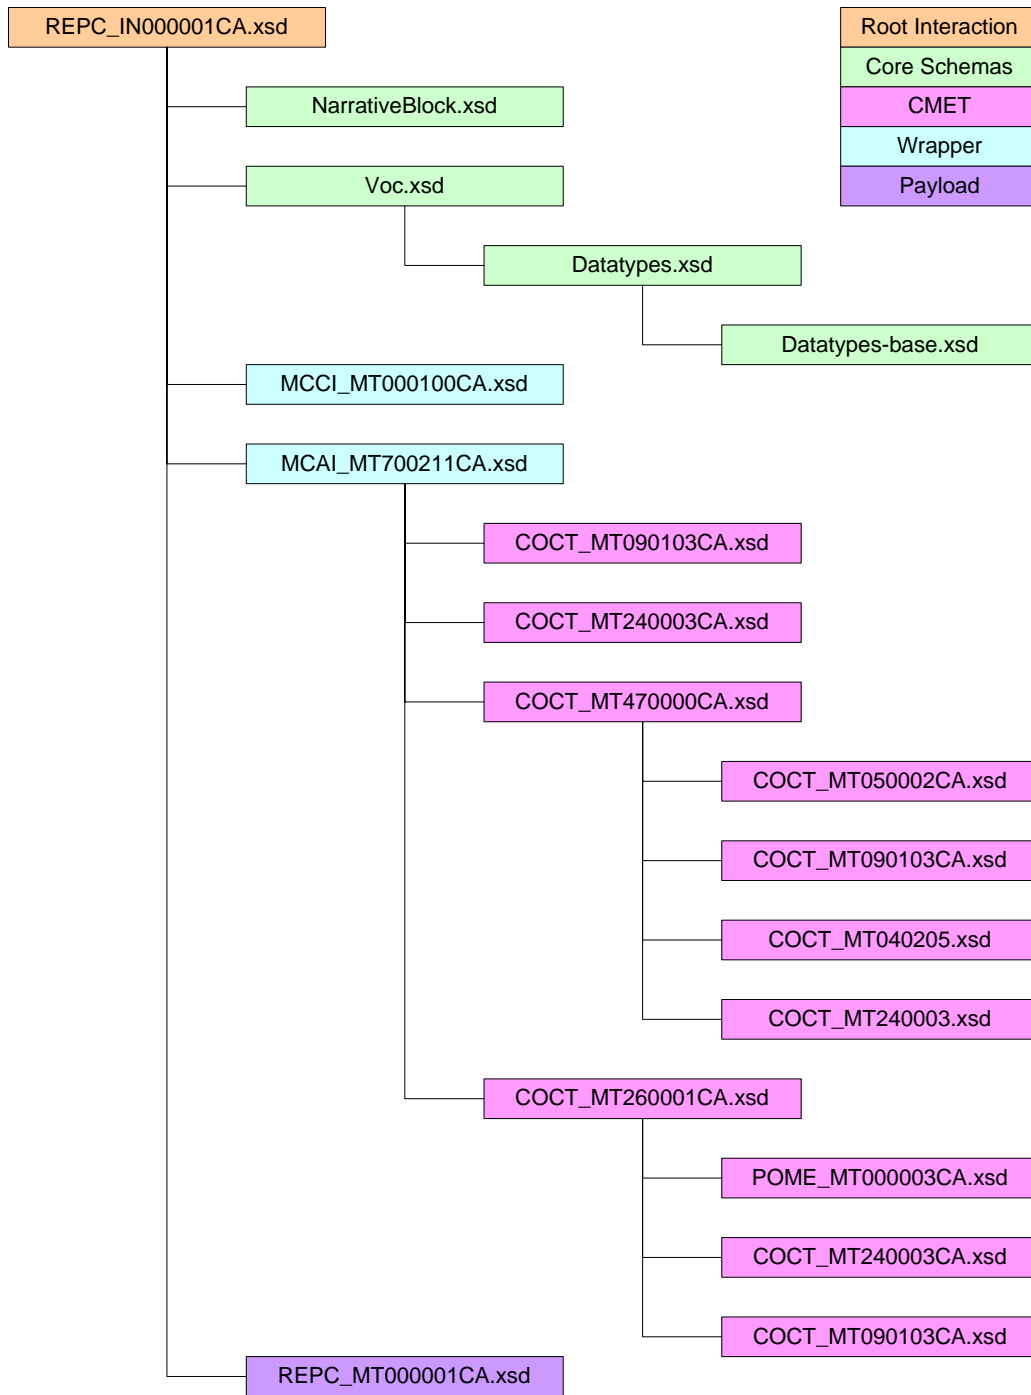 REPC_IN000001CA.xsd
Root Interaction
Core Schemas
CMET
Wrapper
Payload
NarrativeBlock.xsd
Voc.xsd
Datatypes.xsd
Datatypes-base.xsd
MCCI_MT000100CA.xsd
MCAI_MT700211CA.xsd
COCT_MT090103CA.xsd
COCT_MT240003CA.xsd
COCT_MT470000CA.xsd
COCT_MT050002CA.xsd
COCT_MT090103CA.xsd
COCT_MT040205.xsd
COCT_MT240003.xsd
COCT_MT260001CA.xsd
POME_MT000003CA.xsd
COCT_MT240003CA.xsd
COCT_MT090103CA.xsd
REPC_MT000001CA.xsd